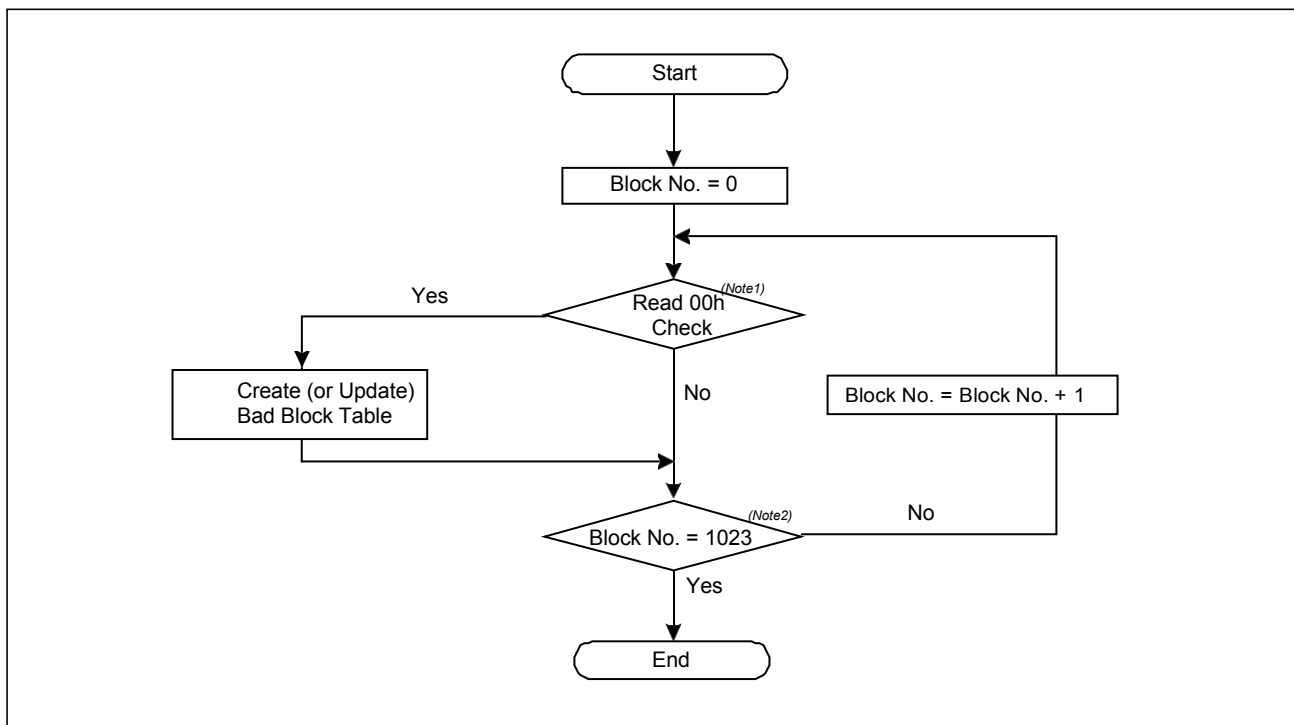 Start
Block No. = 0
(Note1)
Yes
Read 00h
Check
Create (or Update)
Bad Block Table
No
Block No. = Block No. + 1
(Note2)
No
Block No. = 1023
Yes
End